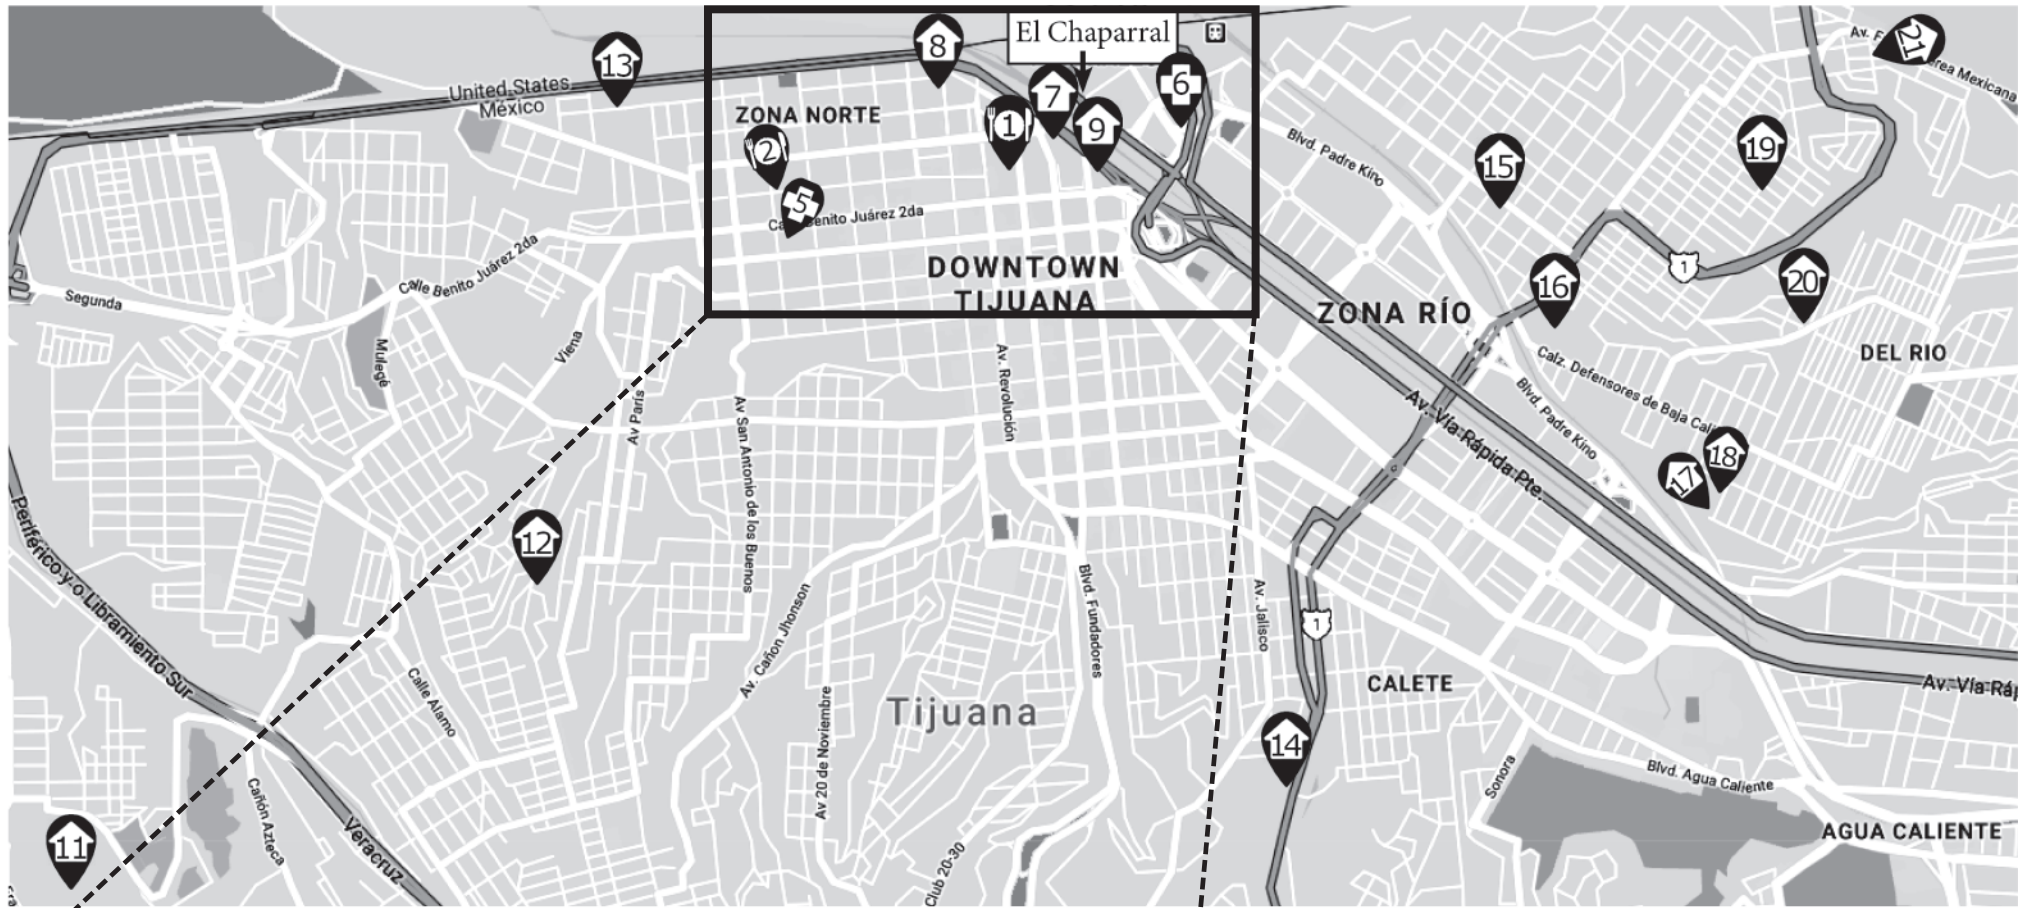 El Chaparral
8
13
21
Av. F
erea Mexicana
United States
México
ZONA NORTE
7
6
1
9
2
5
Calle Benito Juárez 2da
Blvd. Padre Kino
15
19
Calle Benito Juárez 2da
Segunda
DOWNTOWN
TIJUANA
1
16
20
ZONA RÍO
Mulegé
Viena
Av. Revolución
DEL RIO
Calz. Defensores de Baja Cali
Av París
Av San Antonio de los Buenos
Av. Vía Rápida Pte.
Blvd. Padre Kino
18
17
Periférico y o Libramiento Sur
12
Av. Cañon Jhonson
Blvd. Fundadores
Av. Jalisco
1
Calle Alamo
CALETE
Av. Vía Ráp
Tijuana
Av 20 de Noviembre
14
Sonora
Blvd. Agua Caliente
Cañón Azteca
Veracruz
11
Club 20-30
AGUA CALIENTE